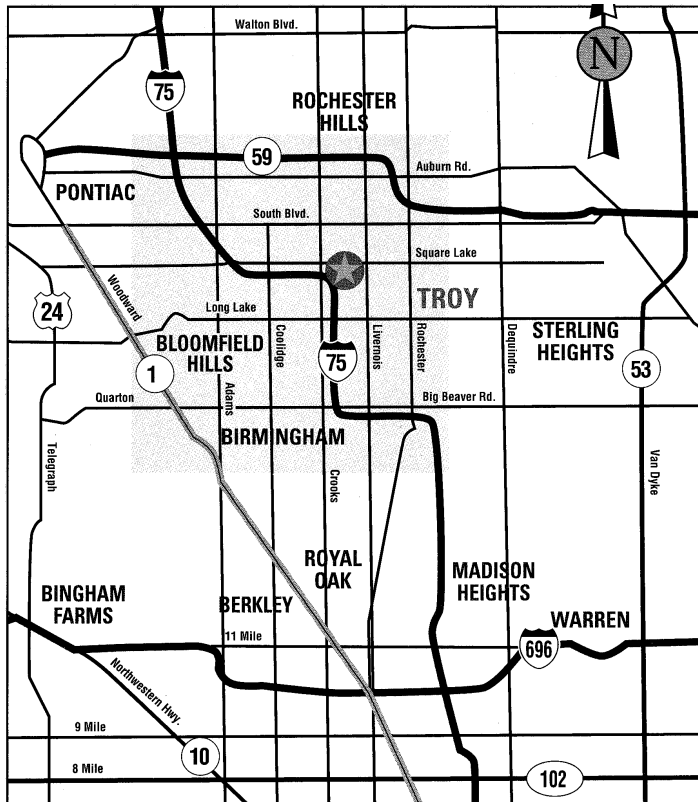 Walton Blvd.
N
75
ROCHESTER
HILLS
59
Auburn Rd.
PONTIAC
South Blvd.
Square Lake
Woodward
TROY
24
Long Lake
BLOOMFIELD
HILLS
Coolidge
75
Livernois
Rochester
Dequindre
STERLING
HEIGHTS
1
53
Quarton
Adams
Big Beaver Rd.
BIRMINGHAM
Telegraph
Crooks
Van Dyke
ROYAL
OAK
MADISON
HEIGHTS
BINGHAM
FARMS
BERKLEY
WARREN
11 Mile
696
Northwestern Hwy.
9 Mile
10
8 Mile
102